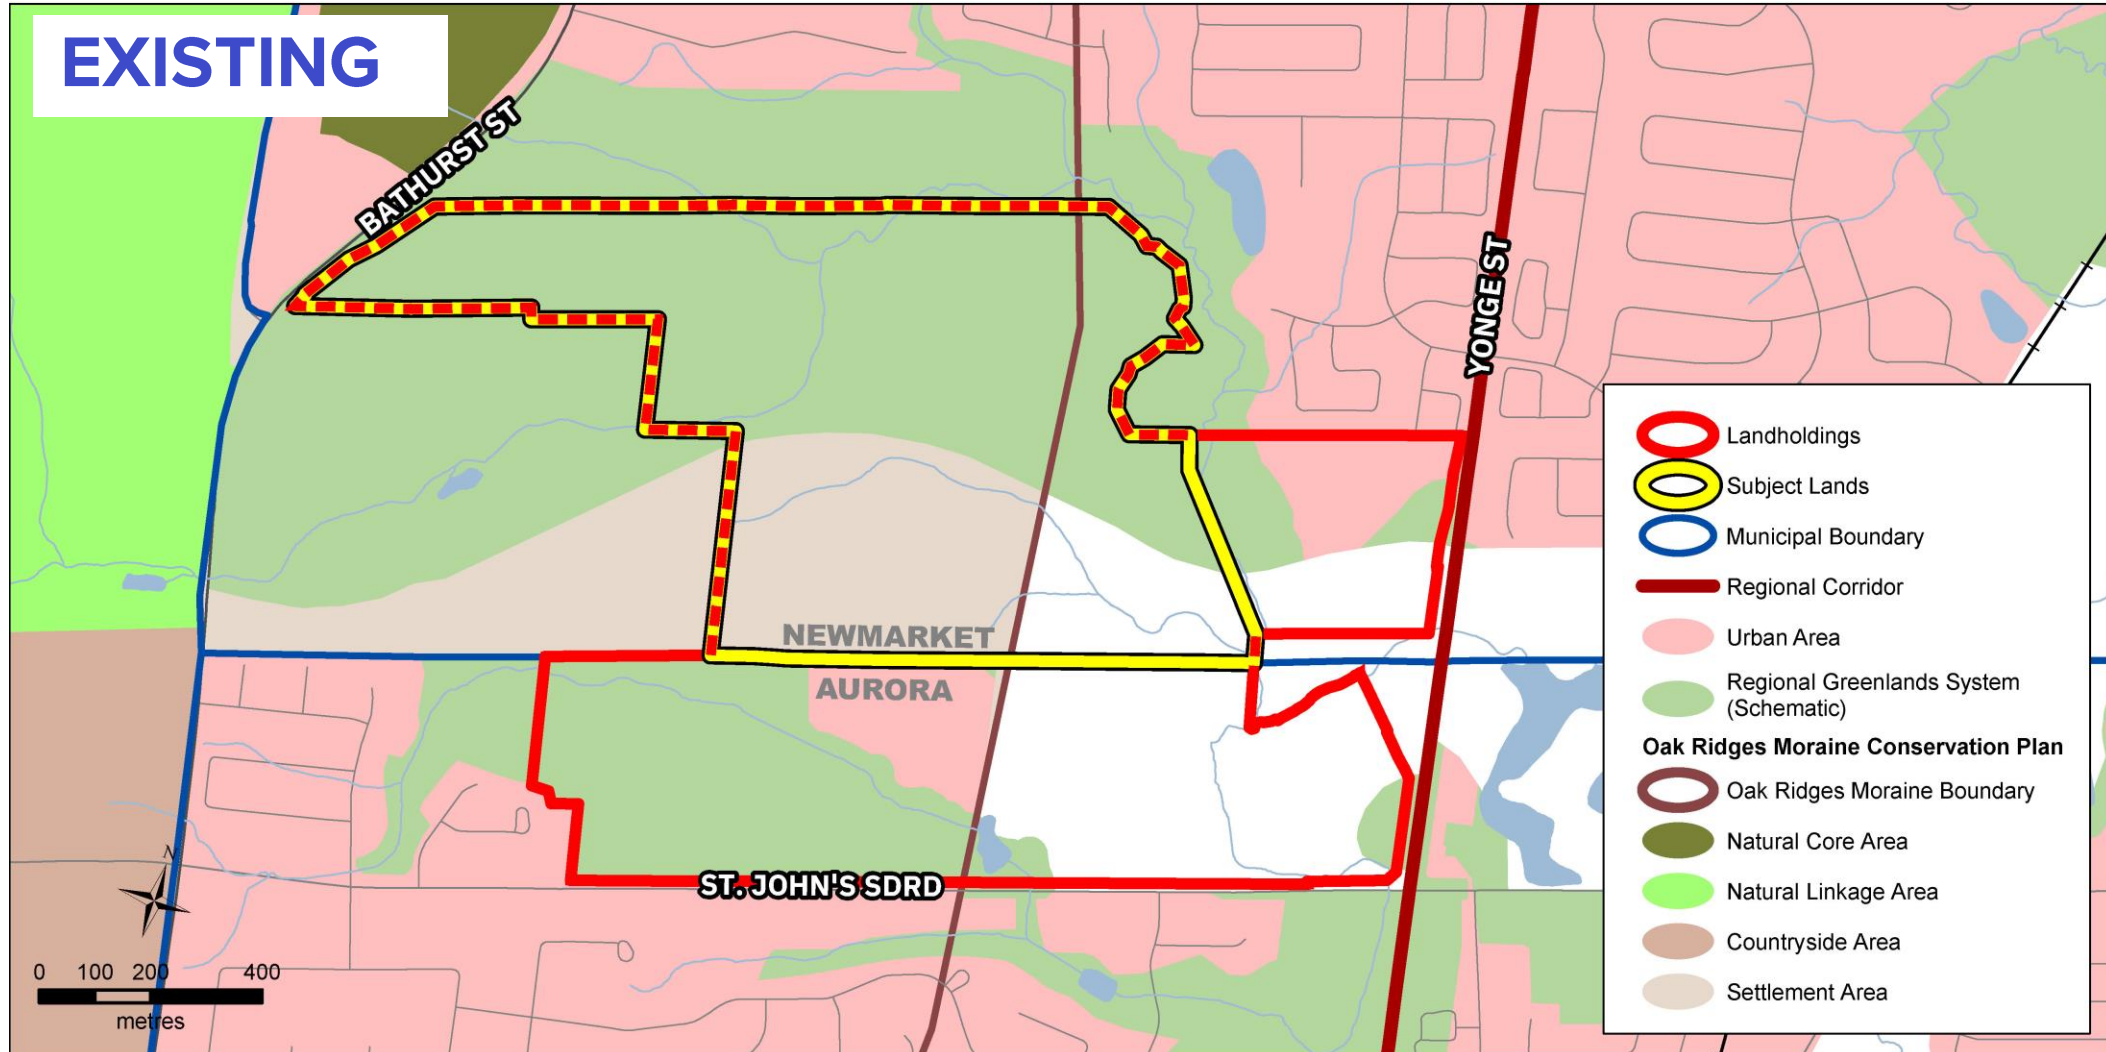 EXISTING
BATHURST ST
YONGE ST
Landholdings
Subject Lands
Municipal Boundary
Regional Corridor
Urban Area
Regional Greenlands System
(Schematic)
Oak Ridges Moraine Conservation Plan
Oak Ridges Moraine Boundary
Natural Core Area
Natural Linkage Area
Countryside Area
Settlement Area
NEWMARKET
AURORA
ST. JOHN'S SDRD
N
0 100 200 400
metres